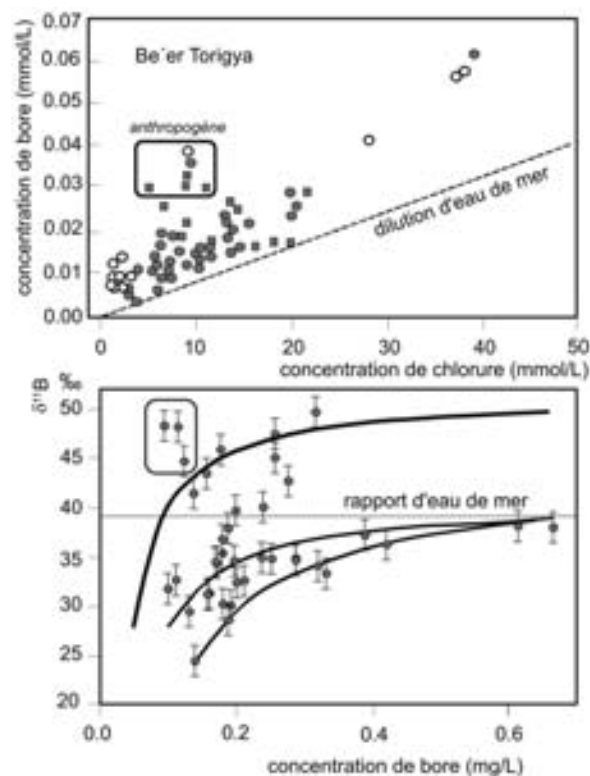 0.07
0.06
0.05
0.04
0.03
0.02
0.01
0.00
concentration de bore (mmol/L)
Be´er Torigya
anthropogène
dilution d'eau de mer
0 10 20 30 40 50
concentration de chlorure (mmol/L)
δ¹¹B
‰
50
45
39
35
30
25
20
rapport d'eau de mer
0.0 0.2 0.4 0.6
concentration de bore (mg/L)